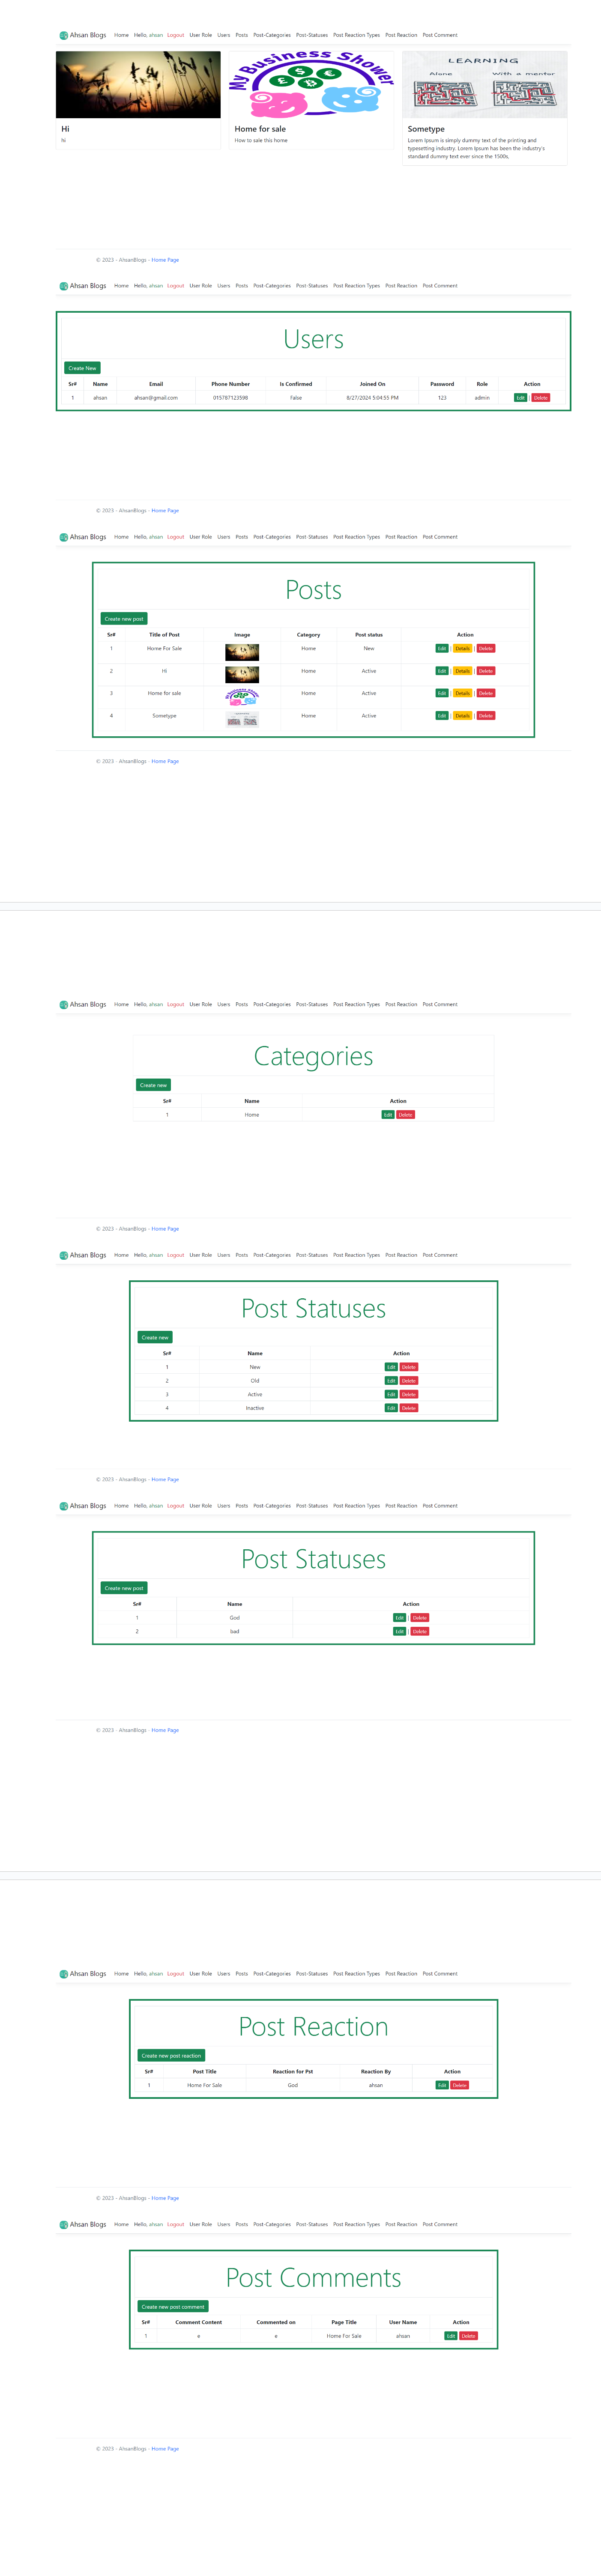 Ahsan Blogs Home Hello, ahsan Logout User Role Users Posts Post-Categories Post-Statuses Post Reaction Types Post Reaction Post Comment
My Business Shower
LEARNING
Alone With a mentor
Hi
hi
Home for sale
How to sale this home
Sometype
Lorem Ipsum is simply dummy text of the printing and
typesetting industry. Lorem Ipsum has been the industry's
standard dummy text ever since the 1500s,
© 2023 - AhsanBlogs - Home Page
Ahsan Blogs Home Hello, ahsan Logout User Role Users Posts Post-Categories Post-Statuses Post Reaction Types Post Reaction Post Comment
Users
Create New
Sr# Name Email Phone Number Is Confirmed Joined On Password Role Action
1 ahsan ahsan@gmail.com 015787123598 False 8/27/2024 5:04:55 PM 123 admin Edit | Delete
© 2023 - AhsanBlogs - Home Page
Ahsan Blogs Home Hello, ahsan Logout User Role Users Posts Post-Categories Post-Statuses Post Reaction Types Post Reaction Post Comment
Posts
Create new post
Sr# Title of Post Image Category Post status Action
1 Home For Sale Home New Edit | Details | Delete
2 Hi Home Active Edit | Details | Delete
3 Home for sale Home Active Edit | Details | Delete
4 Sometype Home Active Edit | Details | Delete
© 2023 - AhsanBlogs - Home Page
Ahsan Blogs Home Hello, ahsan Logout User Role Users Posts Post-Categories Post-Statuses Post Reaction Types Post Reaction Post Comment
Categories
Create new
Sr# Name Action
1 Home Edit Delete
© 2023 - AhsanBlogs - Home Page
Ahsan Blogs Home Hello, ahsan Logout User Role Users Posts Post-Categories Post-Statuses Post Reaction Types Post Reaction Post Comment
Post Statuses
Create new
Sr# Name Action
1 New Edit Delete
2 Old Edit Delete
3 Active Edit Delete
4 Inactive Edit Delete
© 2023 - AhsanBlogs - Home Page
Ahsan Blogs Home Hello, ahsan Logout User Role Users Posts Post-Categories Post-Statuses Post Reaction Types Post Reaction Post Comment
Post Statuses
Create new post
Sr# Name Action
1 God Edit | Delete
2 bad Edit | Delete
© 2023 - AhsanBlogs - Home Page
Ahsan Blogs Home Hello, ahsan Logout User Role Users Posts Post-Categories Post-Statuses Post Reaction Types Post Reaction Post Comment
Post Reaction
Create new post reaction
Sr# Post Title Reaction for Pst Reaction By Action
1 Home For Sale God ahsan Edit Delete
© 2023 - AhsanBlogs - Home Page
Ahsan Blogs Home Hello, ahsan Logout User Role Users Posts Post-Categories Post-Statuses Post Reaction Types Post Reaction Post Comment
Post Comments
Create new post comment
Sr# Comment Content Commented on Page Title User Name Action
1 e e Home For Sale ahsan Edit Delete
© 2023 - AhsanBlogs - Home Page